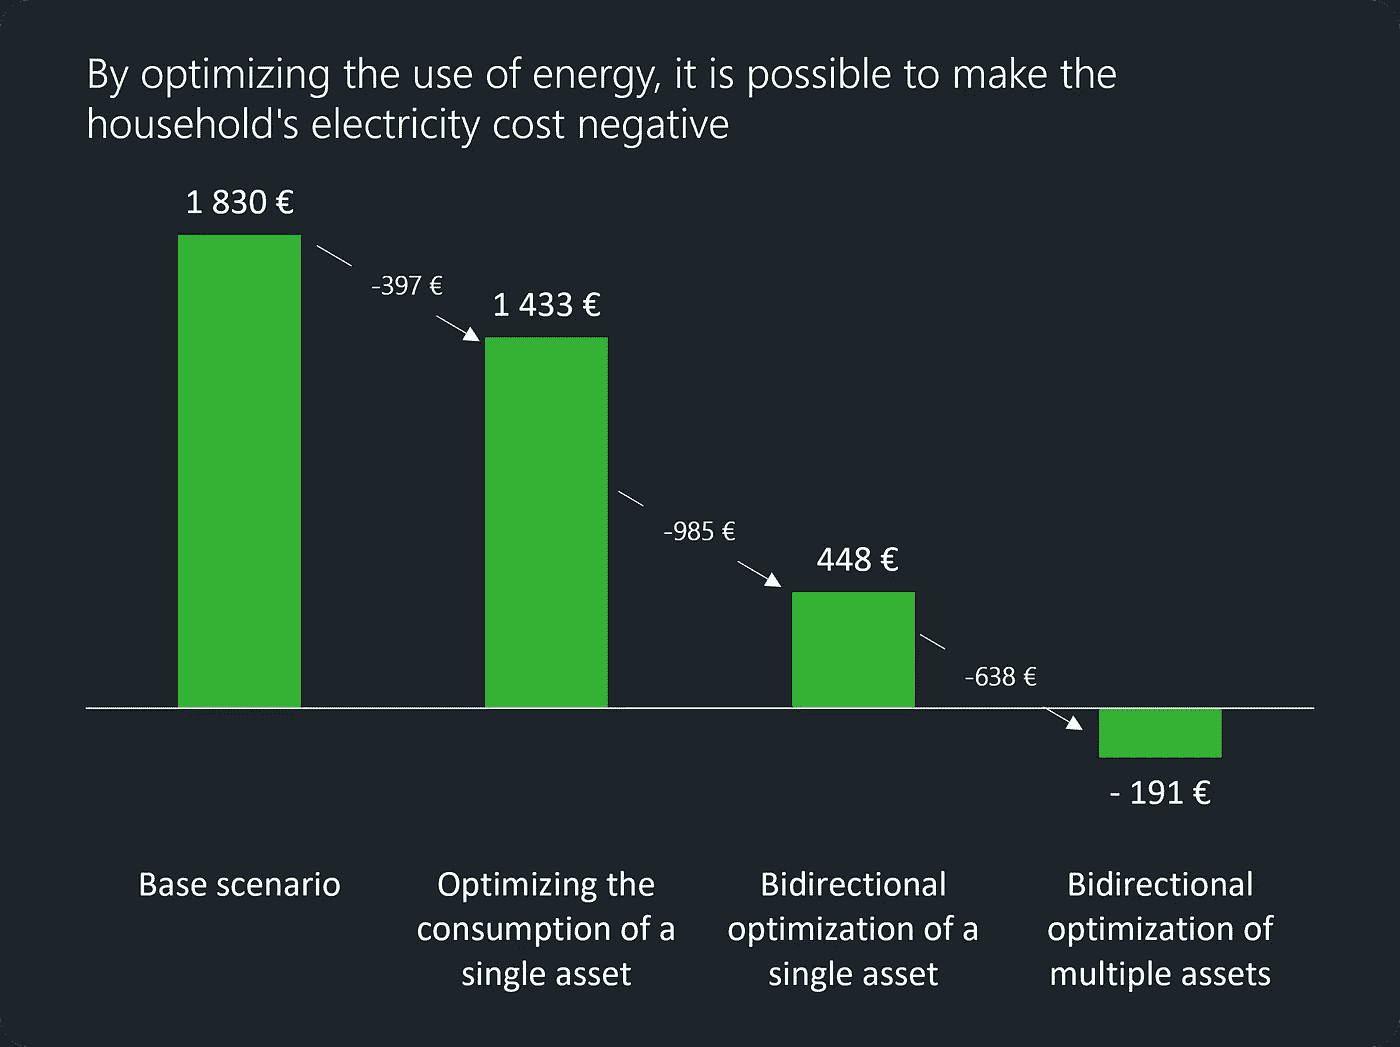 By optimizing the use of energy, it is possible to make the
household's electricity cost negative
1 830 €
-397 €
1 433 €
-985 €
448 €
-638 €
- 191 €
Base scenario
Optimizing the
consumption of a
single asset
Bidirectional
optimization of a
single asset
Bidirectional
optimization of
multiple assets